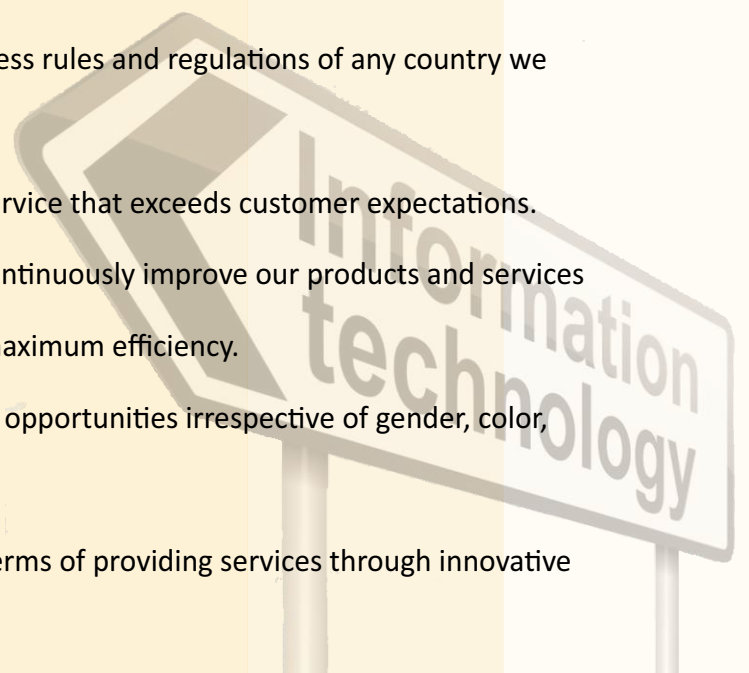 ess rules and regulations of any country we
rvice that exceeds customer expectations.
ntinuously improve our products and services
aximum efficiency.
opportunities irrespective of gender, color,
erms of providing services through innovative
Information
technology